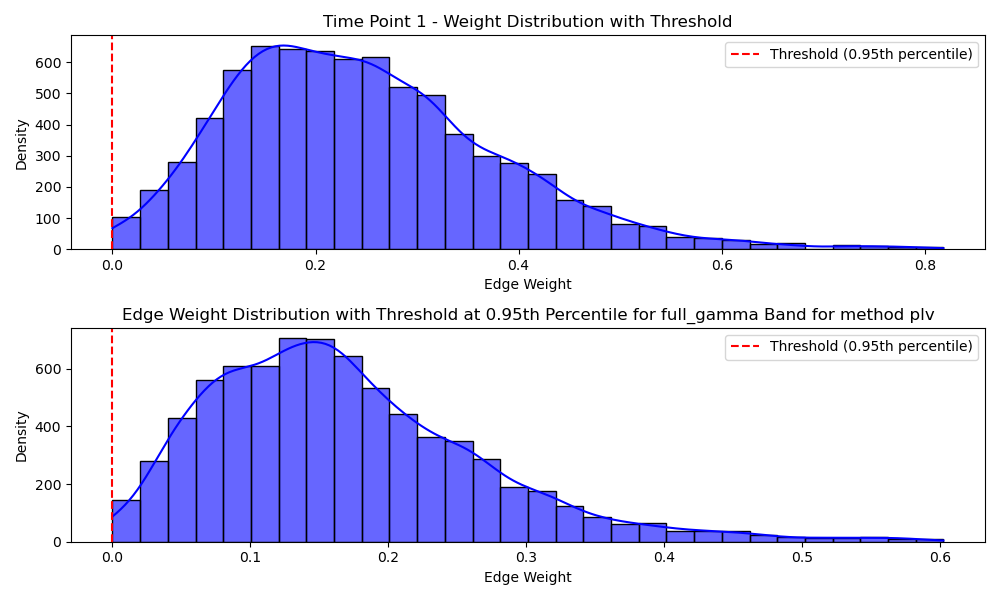 Time Point 1 - Weight Distribution with Threshold
Threshold (0.95th percentile)
Density
600
500
400
300
200
100
0
0.0 0.2 0.4 0.6 0.8
Edge Weight
Edge Weight Distribution with Threshold at 0.95th Percentile for full_gamma Band for method plv
Threshold (0.95th percentile)
Density
600
400
200
0
0.0 0.1 0.2 0.3 0.4 0.5 0.6
Edge Weight